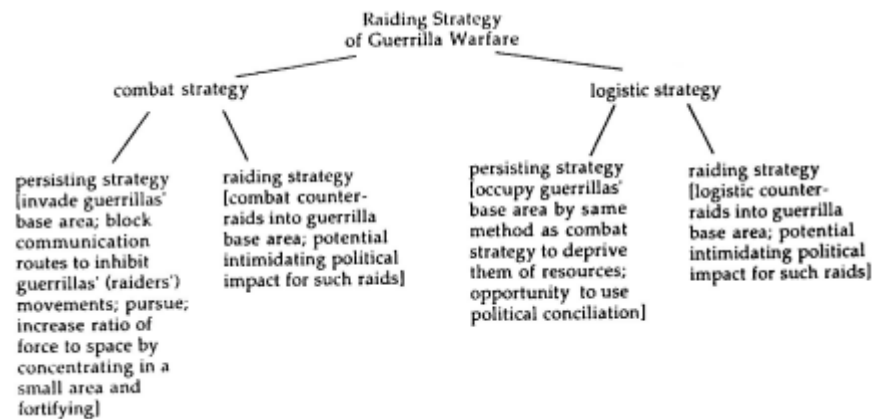 Raiding Strategy
of Guerrilla Warfare
combat strategy
logistic strategy
persisting strategy
[invade guerrillas'
base area; block
communication
routes to inhibit
guerrillas' (raiders')
movements; pursue;
increase ratio of
force to space by
concentrating in a
small area and
fortifying]
raiding strategy
[combat counter-
raids into guerrilla
base area; potential
intimidating political
impact for such raids]
persisting strategy
[occupy guerrillas'
base area by same
method as combat
strategy to deprive
them of resources;
opportunity to use
political conciliation]
raiding strategy
[logistic counter-
raids into guerrilla
base area; potential
intimidating political
impact for such raids]